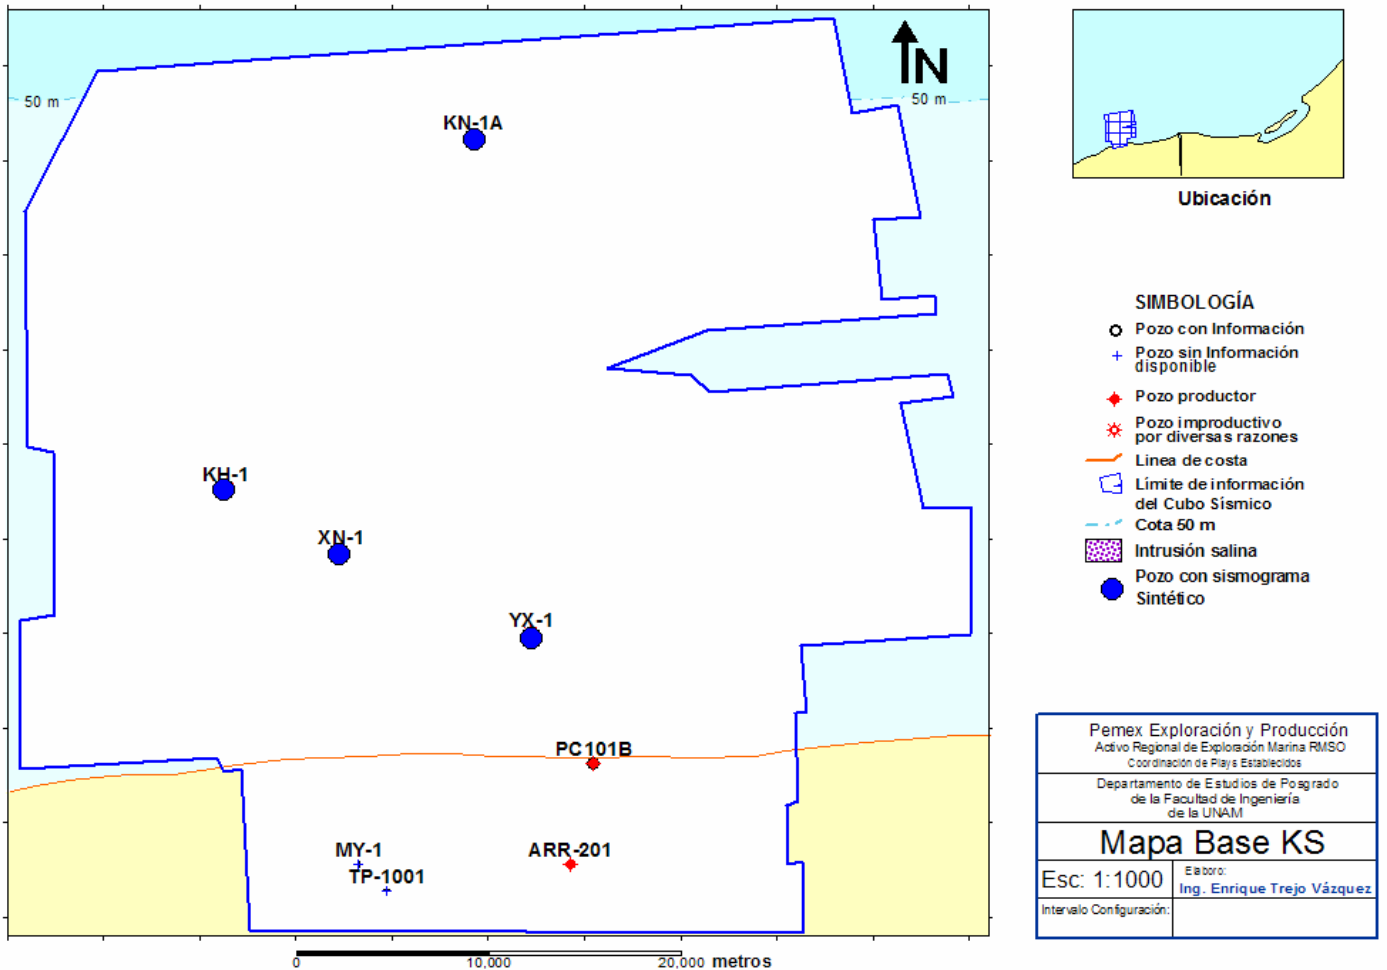 50 m
N
50 m
KN-1A
KH-1
XN-1
YX-1
PC101B
MY-1
TP-1001
ARR-201
0 10,000 20,000 metros
Ubicación
SIMBOLOGÍA
Pozo con Información
Pozo sin Información
disponible
Pozo productor
Pozo improductivo
por diversas razones
Linea de costa
Límite de información
del Cubo Sísmico
Cota 50 m
Intrusión salina
Pozo con sismograma
Sintético
Pemex Exploración y Producción
Activo Regional de Exploración Marina RMSO
Coordinación de Plays Establecidos
Departamento de Estudios de Posgrado
de la Facultad de Ingeniería
de la UNAM
Mapa Base KS
Esc: 1:1000
Elaboro:
Ing. Enrique Trejo Vázquez
Intervalo Configuración: